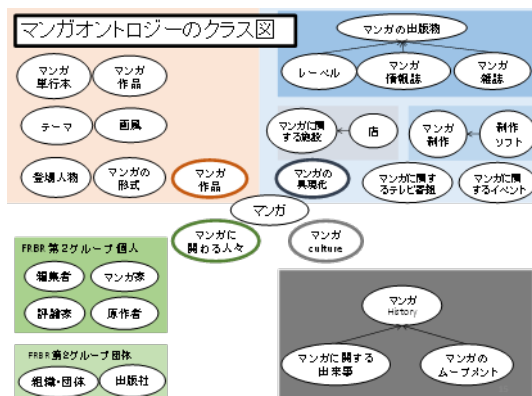 マンガオントロジーのクラス図
マンガ
単行本
マンガ
作品
テーマ
画風
登場人物
マンガの
形式
マンガ
作品
マンガの出版物
レーベル
マンガ
情報誌
マンガ
雑誌
マンガに関
する施設
店
マンガ
制作
制作
ソフト
マンガの
具現化
マンガに関す
るテレビ番組
マンガに関
するイベント
マンガ
マンガに
関わる人々
マンガ
culture
FRBR 第2グループ 個人
編集者
マンガ家
評論家
原作者
FRBR 第2グループ団体
組織・団体
出版社
マンガ
History
マンガに関する
出来事
マンガの
ムーブメント